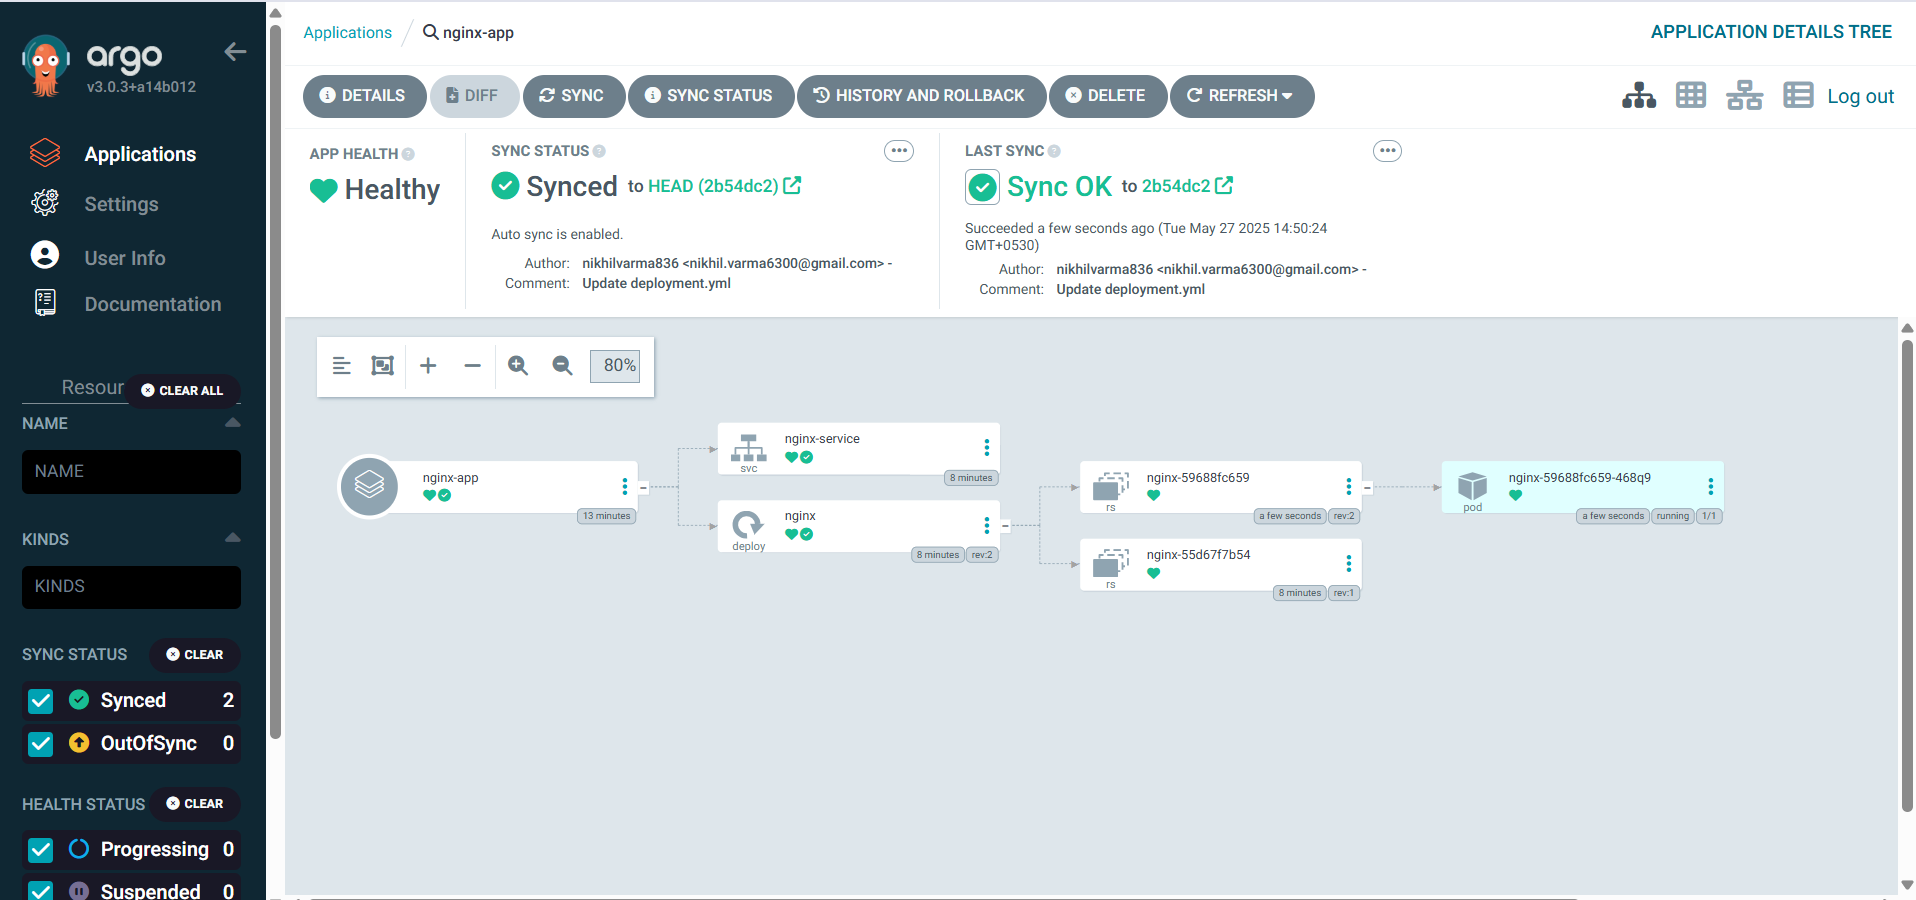 argo
v3.0.3+a14b012
Applications
Settings
User Info
Documentation
Resour
CLEAR ALL
NAME
NAME
KINDS
KINDS
SYNC STATUS
CLEAR
Synced 2
OutOfSync 0
HEALTH STATUS
CLEAR
Progressing 0
Suspended 0
Applications / nginx-app
APPLICATION DETAILS TREE
DETAILS
DIFF
SYNC
SYNC STATUS
HISTORY AND ROLLBACK
DELETE
REFRESH
Log out
APP HEALTH
Healthy
SYNC STATUS
Synced to HEAD (2b54dc2)
Auto sync is enabled.
Author: nikhilvarma836 <nikhil.varma6300@gmail.com> -
Comment: Update deployment.yml
LAST SYNC
Sync OK to 2b54dc2
Succeeded a few seconds ago (Tue May 27 2025 14:50:24
GMT+0530)
Author: nikhilvarma836 <nikhil.varma6300@gmail.com> -
Comment: Update deployment.yml
80%
nginx-app
13 minutes
nginx-service
svc
8 minutes
nginx
deploy
8 minutes
rev:2
nginx-59688fc659
rs
a few seconds
rev:2
nginx-55d67f7b54
rs
8 minutes
rev:1
nginx-59688fc659-468q9
pod
a few seconds
running
1/1